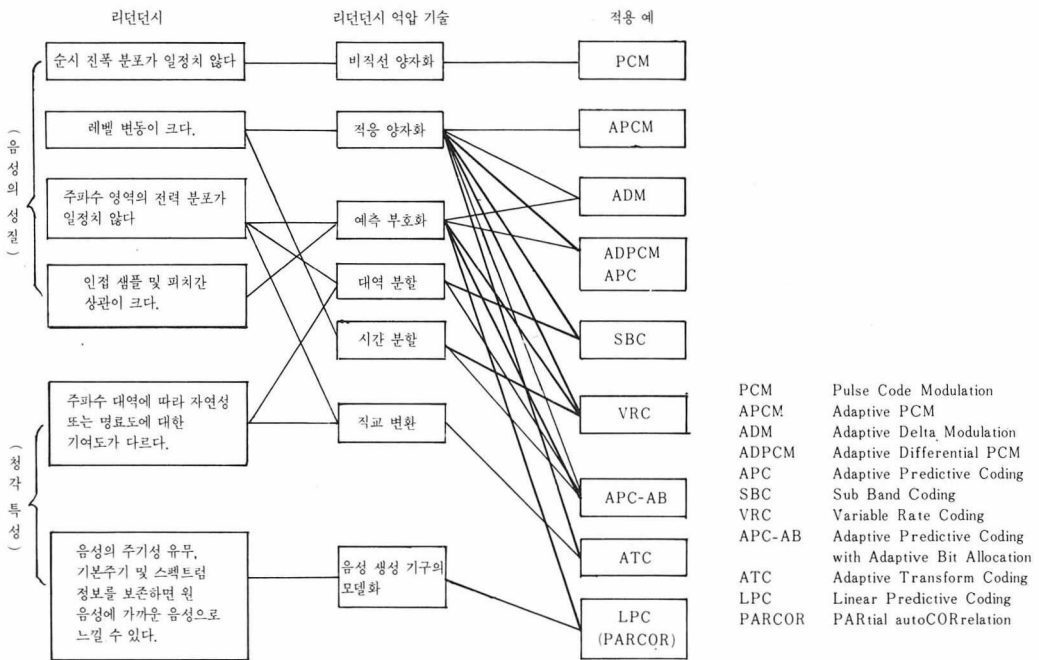 리던던시
리던던시 억압 기술
적용 예
(음성의 성질)
순시 진폭 분포가 일정치 않다
레벨 변동이 크다.
주파수 영역의 전력 분포가
일정치 않다
인접 샘플 및 피치간
상관이 크다.
(청각 특성)
주파수 대역에 따라 자연성
또는 명료도에 대한
기여도가 다르다.
음성의 주기성 유무,
기본주기 및 스펙트럼
정보를 보존하면 원
음성에 가까운 음성으로
느낄 수 있다.
비직선 양자화
적응 양자화
예측 부호화
대역 분할
시간 분할
직교 변환
음성 생성 기구의
모델화
PCM
APCM
ADM
ADPCM
APC
SBC
VRC
APC-AB
ATC
LPC
(PARCOR)
PCM Pulse Code Modulation
APCM Adaptive PCM
ADM Adaptive Delta Modulation
ADPCM Adaptive Differential PCM
APC Adaptive Predictive Coding
SBC Sub Band Coding
VRC Variable Rate Coding
APC-AB Adaptive Predictive Coding
with Adaptive Bit Allocation
ATC Adaptive Transform Coding
LPC Linear Predictive Coding
PARCOR PARtial autoCORrelation